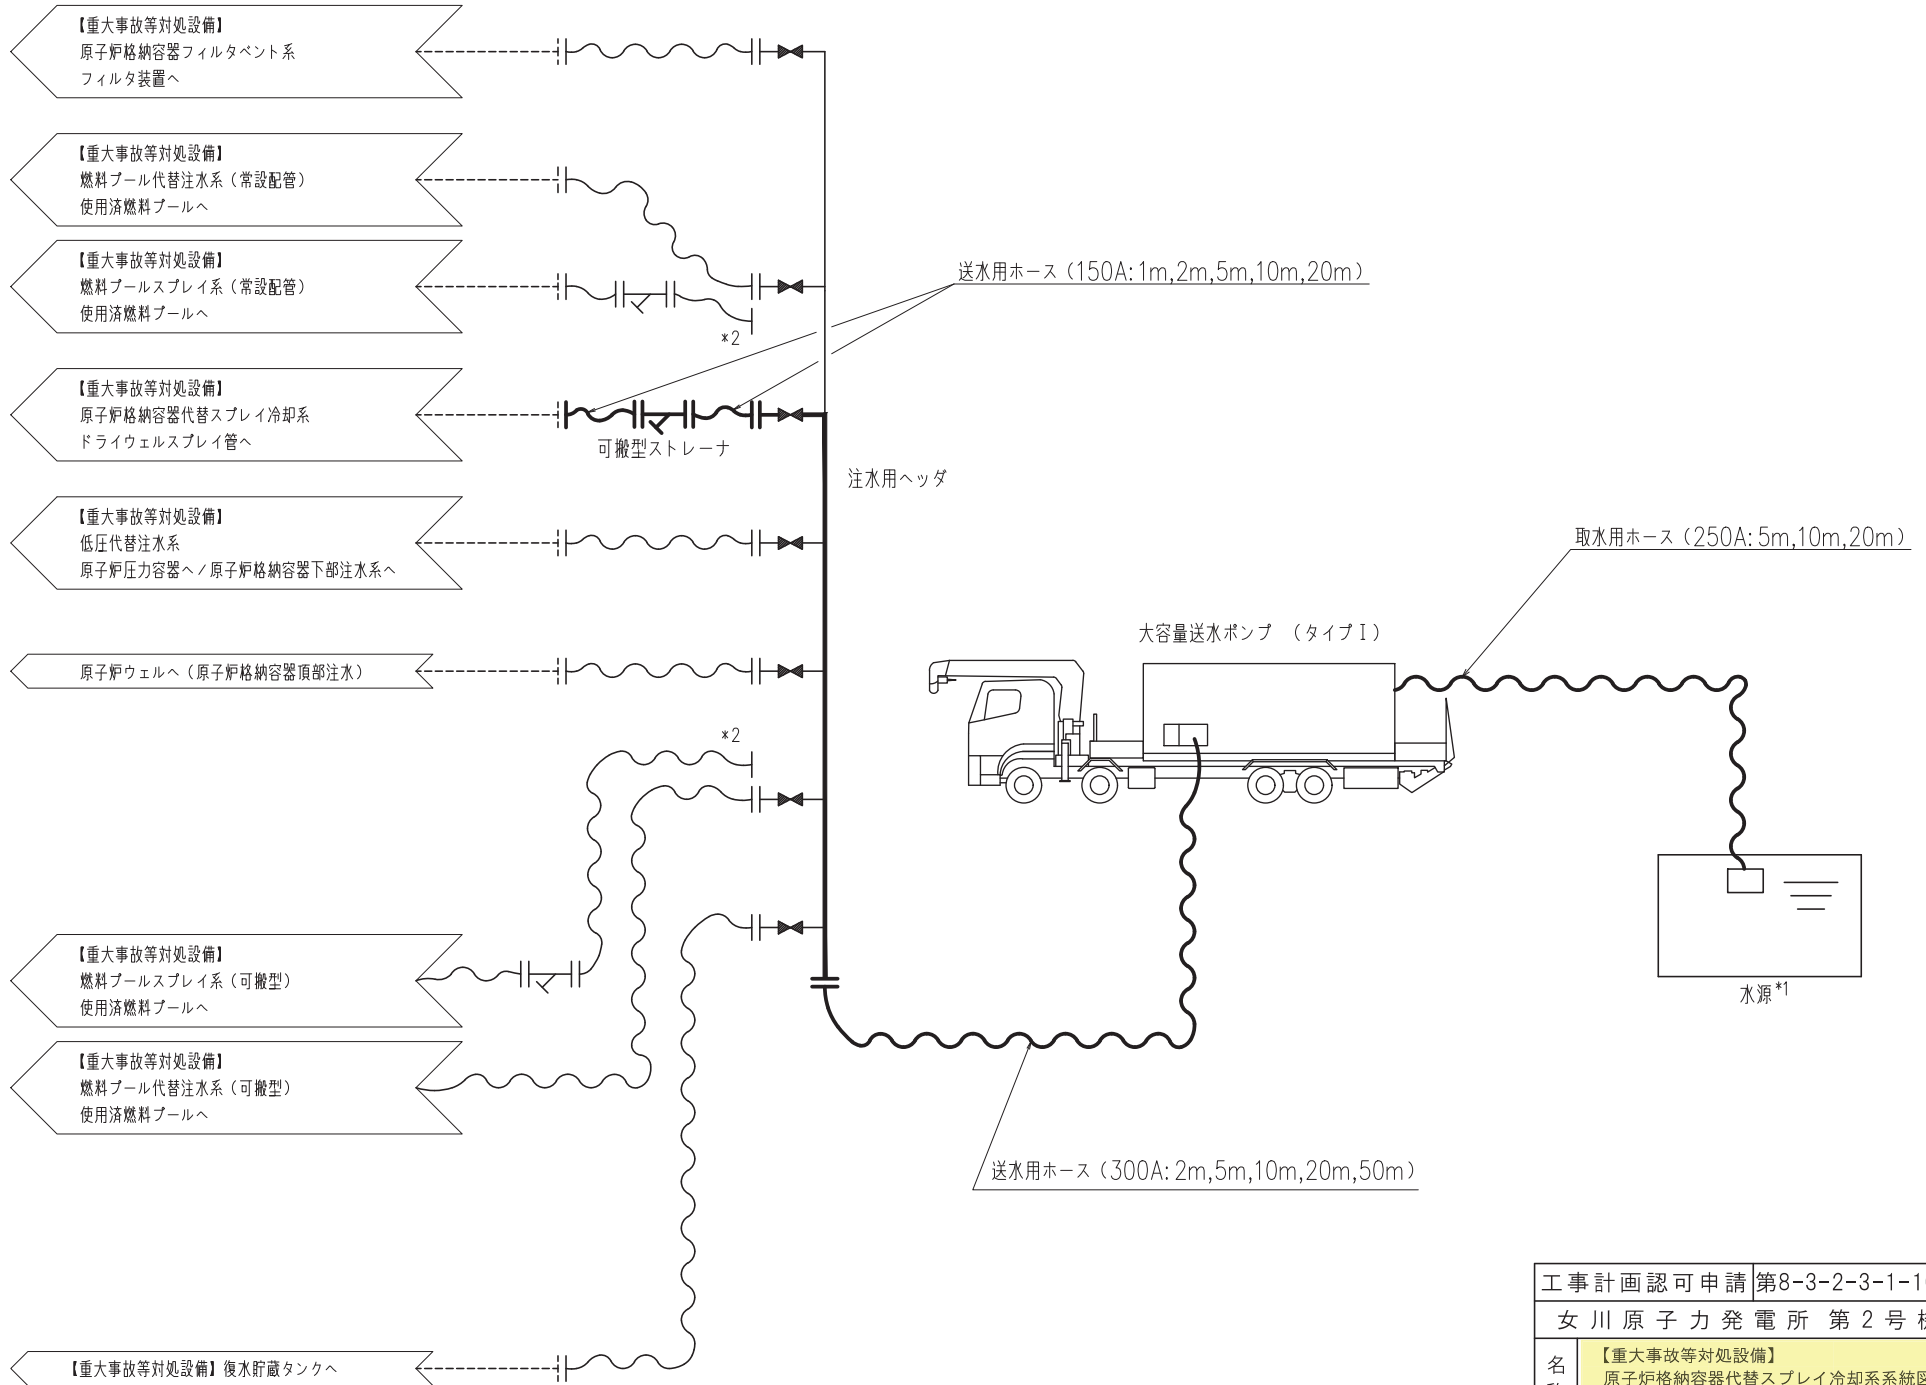 【重大事故等対処設備】
原子炉格納容器フィルタベント系
フィルタ装置へ
【重大事故等対処設備】
燃料プール代替注水系（常設配管）
使用済燃料プールへ
【重大事故等対処設備】
燃料プールスプレイ系（常設配管）
使用済燃料プールへ
*2
送水用ホース（150A:1m,2m,5m,10m,20m）
【重大事故等対処設備】
原子炉格納容器代替スプレイ冷却系
ドライウェルスプレイ管へ
可搬型ストレーナ
注水用ヘッダ
【重大事故等対処設備】
低圧代替注水系
原子炉圧力容器へ／原子炉格納容器下部注水系へ
取水用ホース（250A:5m,10m,20m）
大容量送水ポンプ （タイプⅠ）
原子炉ウェルへ（原子炉格納容器頂部注水）
*2
【重大事故等対処設備】
燃料プールスプレイ系（可搬型）
使用済燃料プールへ
水源*1
【重大事故等対処設備】
燃料プール代替注水系（可搬型）
使用済燃料プールへ
送水用ホース（300A:2m,5m,10m,20m,50m）
【重大事故等対処設備】復水貯蔵タンクへ
工事計画認可申請 第8-3-2-3-1-1
女川原子力発電所 第2号
名 【重大事故等対処設備】
原子炉格納容器代替スプレイ冷却系系統図